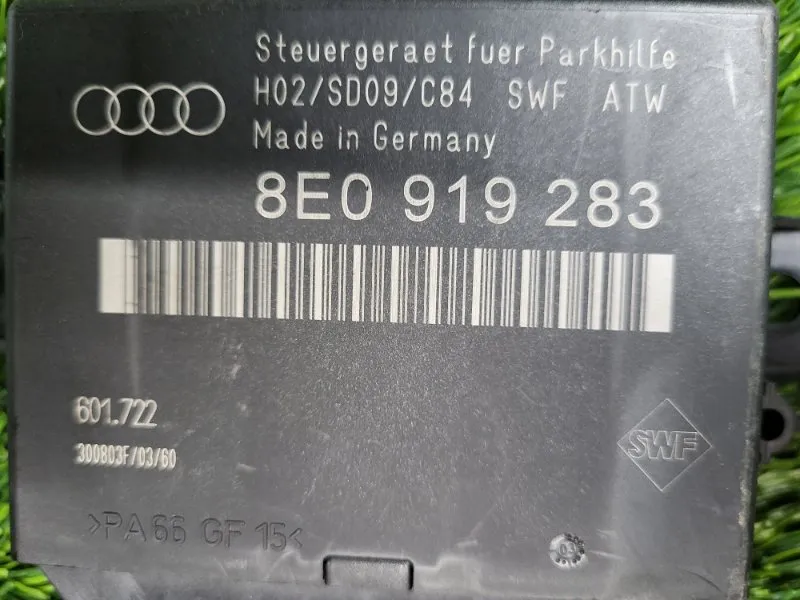 Steuergeraet fuer Parkhilfe
H02/SD09/C84 SWF ATW
Made in Germany
8E0 919 283
601.722
300803F/03/60
SWF
>PA66 GF 15<
03